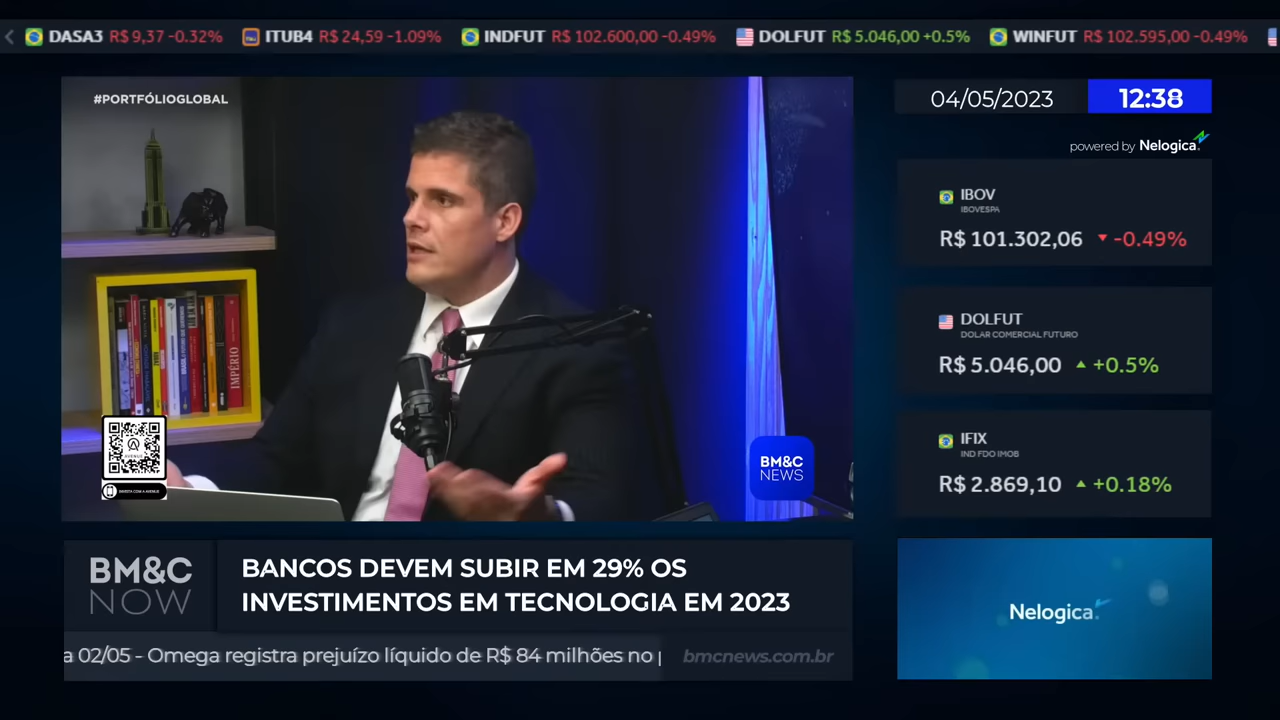 DASA3 R$ 9,37 -0.32% ITUB4 R$ 24,59 -1.09% INDFUT R$ 102.600,00 -0.49% DOLFUT R$ 5.046,00 +0.5% WINFUT R$ 102.595,00 -0.49%
#PORTFÓLIOGLOBAL
04/05/2023 12:38
powered by Nelogica
IBOV
IBOVESPA
R$ 101.302,06 -0.49%
DOLFUT
DOLAR COMERCIAL FUTURO
R$ 5.046,00 +0.5%
IFIX
IND FDO IMOB
R$ 2.869,10 +0.18%
IMPÉRIO
INVISTA COM A AVENUE
BM&C
NEWS
BM&C
NOW
BANCOS DEVEM SUBIR EM 29% OS
INVESTIMENTOS EM TECNOLOGIA EM 2023
a 02/05 - Omega registra prejuízo líquido de R$ 84 milhões no
bmcnews.com.br
Nelogica